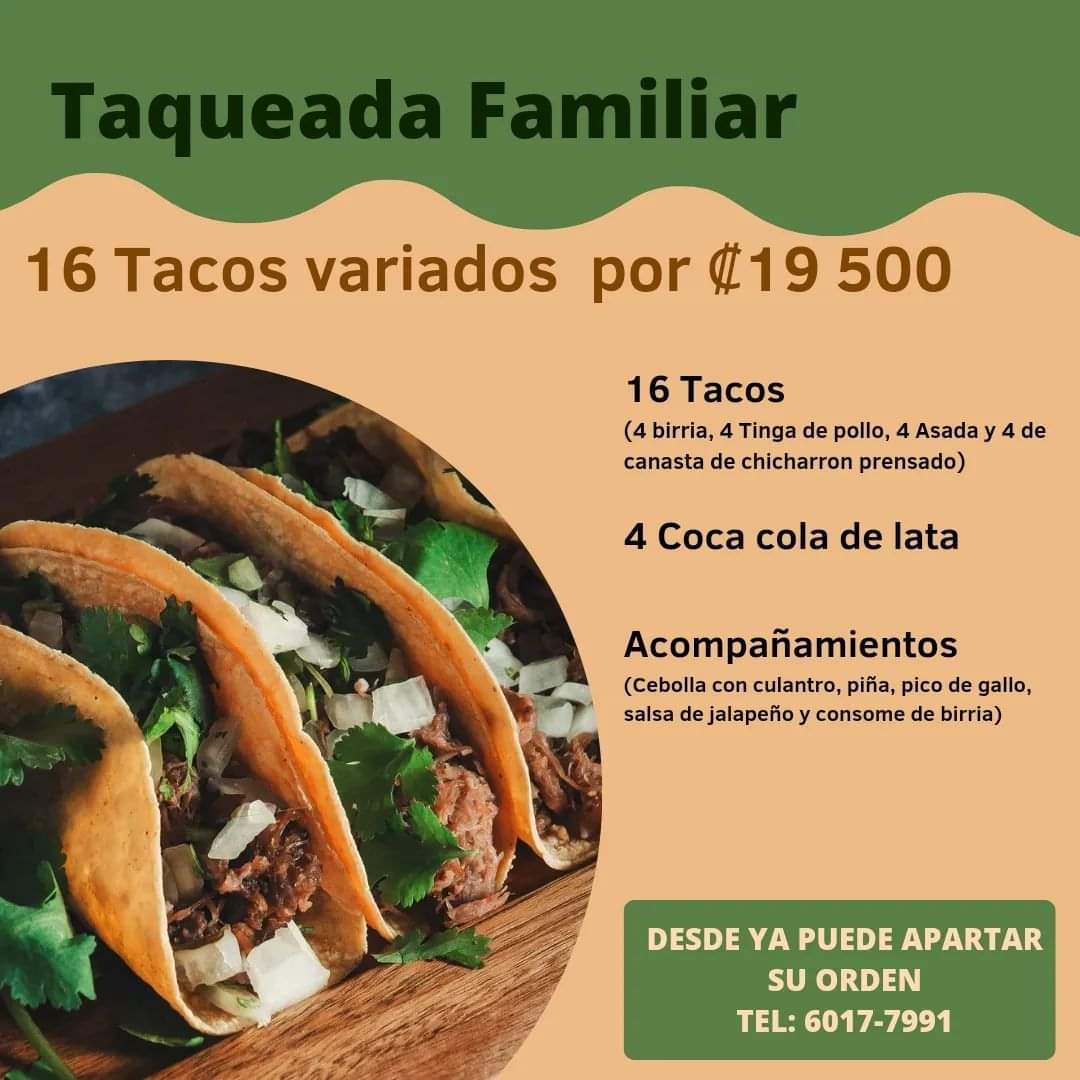 Taqueada Familiar
16 Tacos variados por ₡19 500
16 Tacos
(4 birria, 4 Tinga de pollo, 4 Asada y 4 de
canasta de chicharron prensado)
4 Coca cola de lata
Acompañamientos
(Cebolla con culantro, piña, pico de gallo,
salsa de jalapeño y consome de birria)
DESDE YA PUEDE APARTAR
SU ORDEN
TEL: 6017-7991